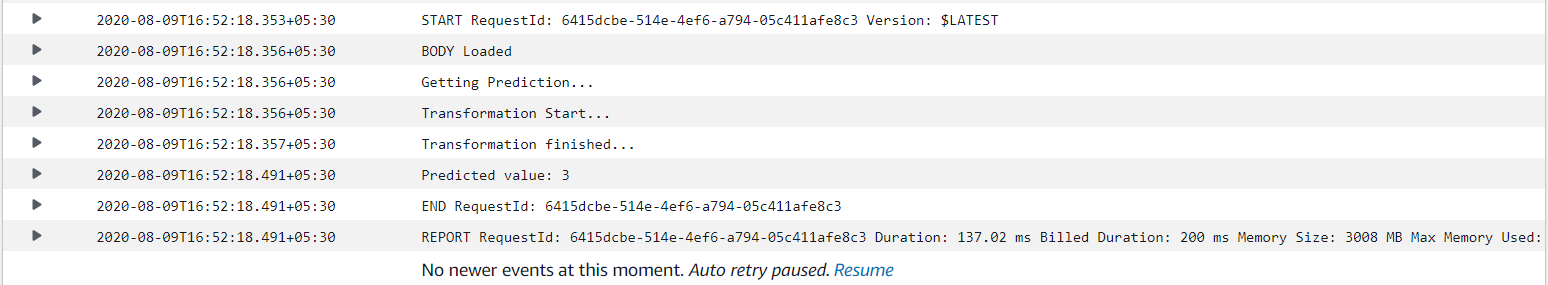 2020-08-09T16:52:18.353+05:30 START RequestId: 6415dcbe-514e-4ef6-a794-05c411afe8c3 Version: $LATEST
2020-08-09T16:52:18.356+05:30 BODY Loaded
2020-08-09T16:52:18.356+05:30 Getting Prediction...
2020-08-09T16:52:18.356+05:30 Transformation Start...
2020-08-09T16:52:18.357+05:30 Transformation finished...
2020-08-09T16:52:18.491+05:30 Predicted value: 3
2020-08-09T16:52:18.491+05:30 END RequestId: 6415dcbe-514e-4ef6-a794-05c411afe8c3
2020-08-09T16:52:18.491+05:30 REPORT RequestId: 6415dcbe-514e-4ef6-a794-05c411afe8c3 Duration: 137.02 ms Billed Duration: 200 ms Memory Size: 3008 MB Max Memory Used:
No newer events at this moment. Auto retry paused. Resume